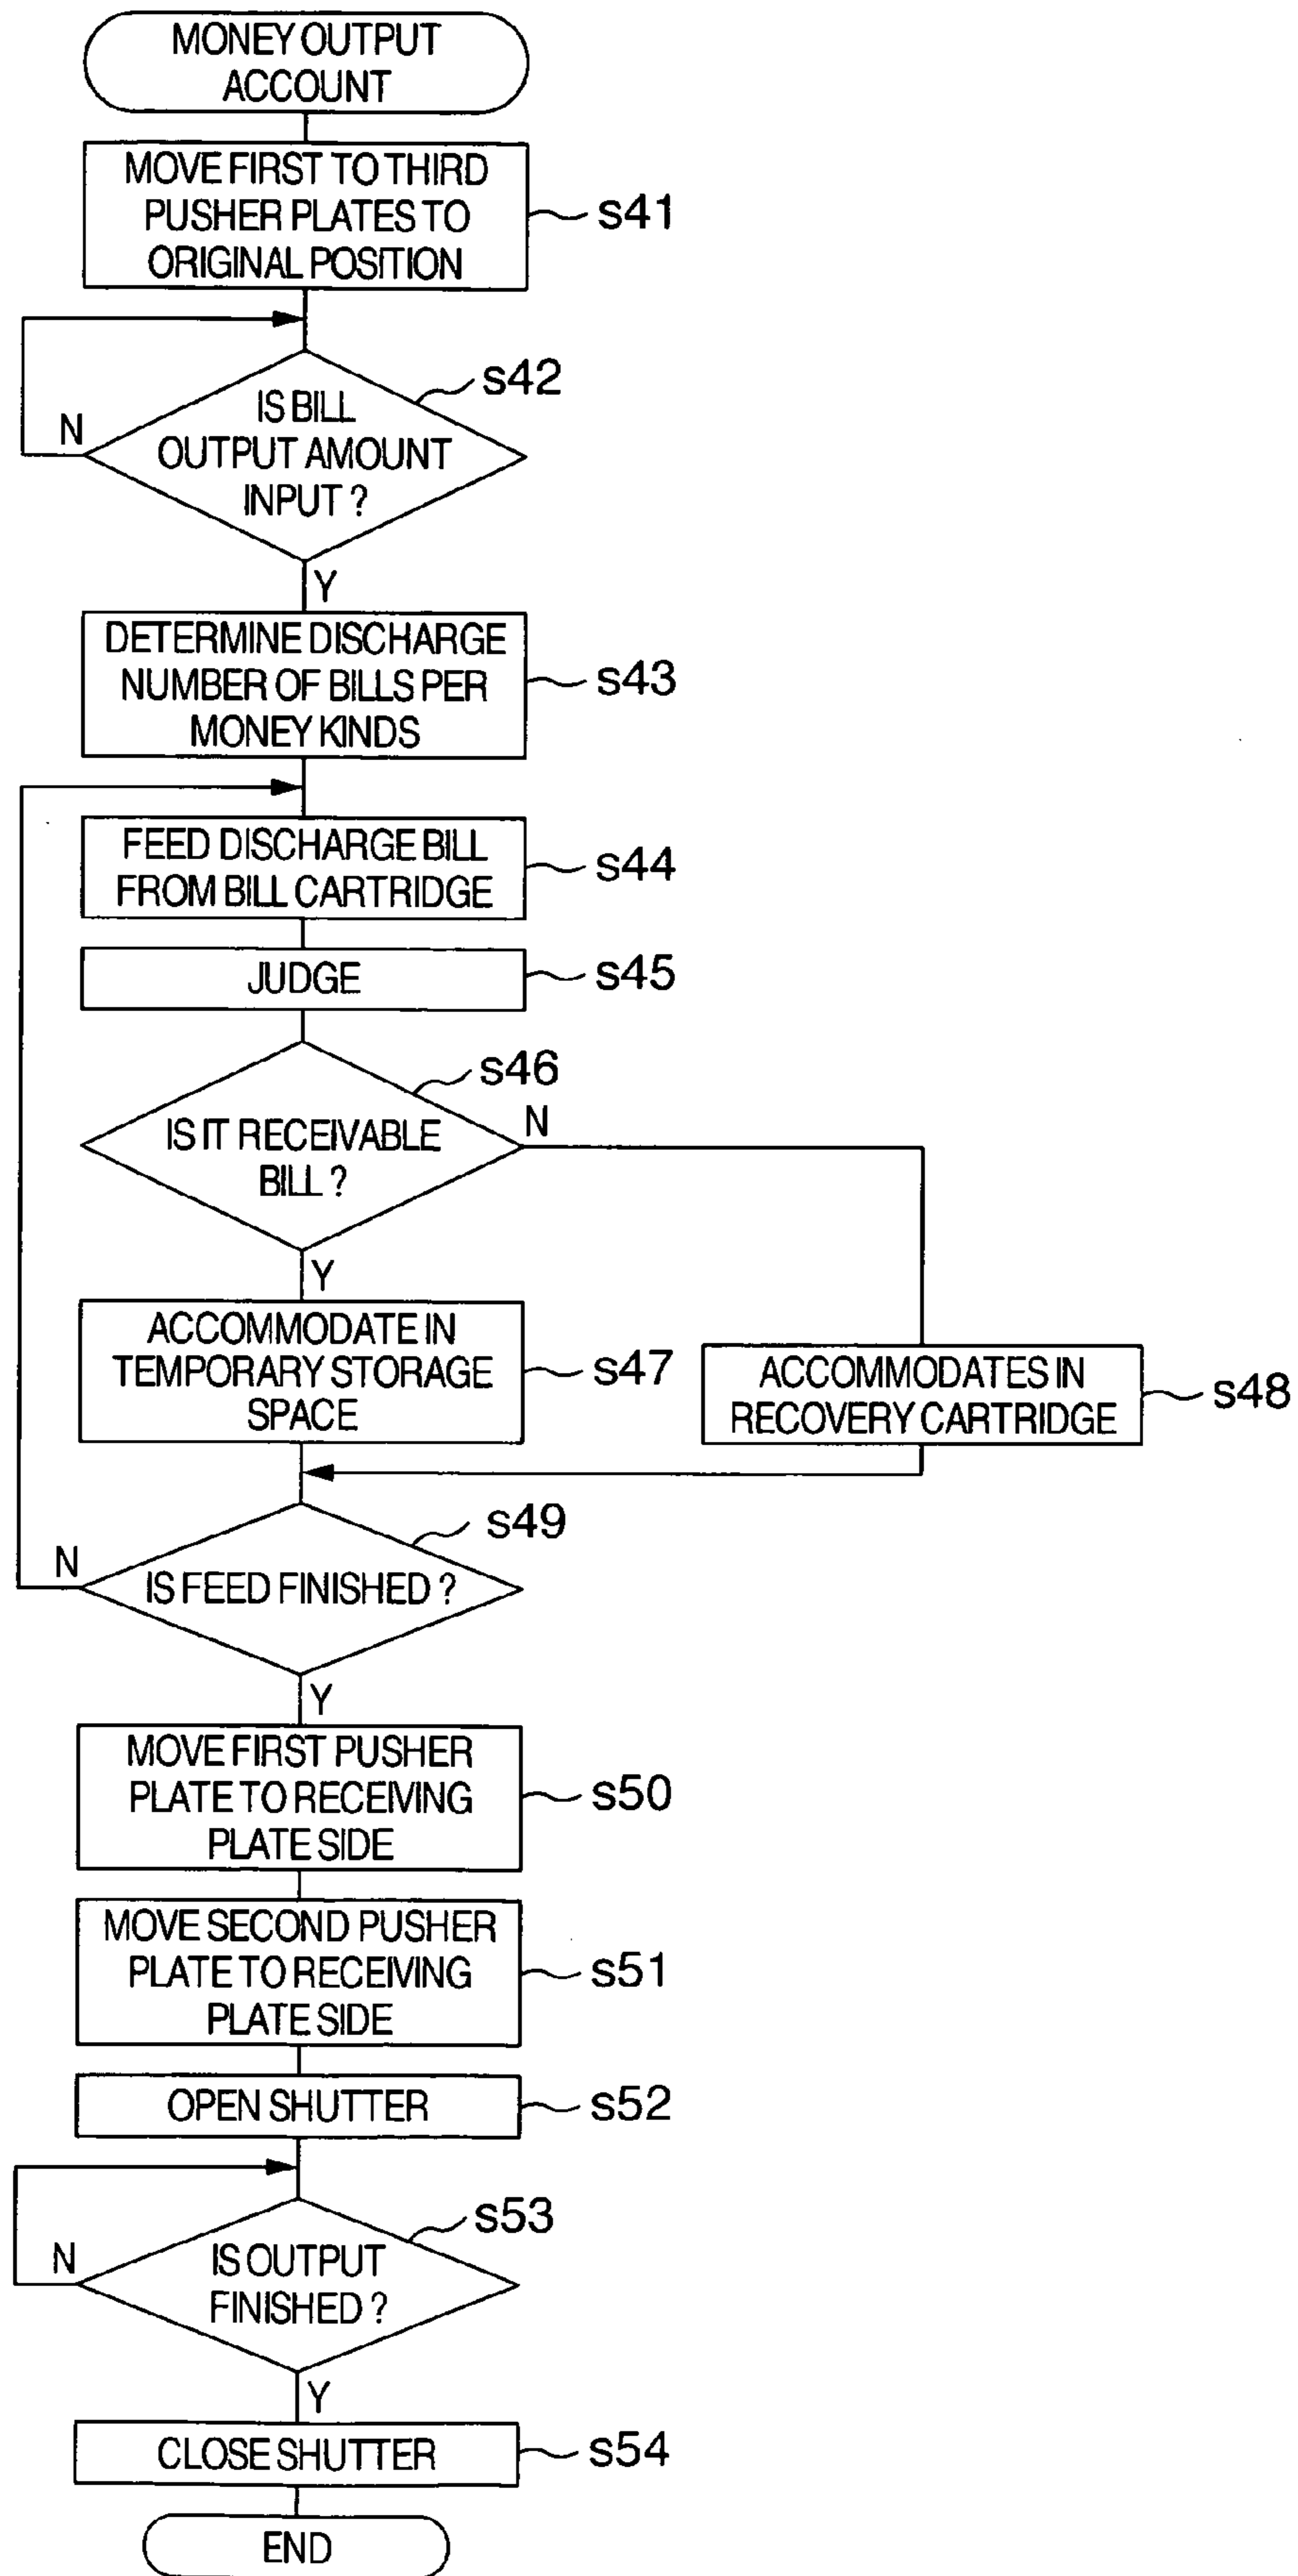 MONEY OUTPUT
ACCOUNT
MOVE FIRST TO THIRD
PUSHER PLATES TO
ORIGINAL POSITION
s41
s42
IS BILL
OUTPUT AMOUNT
INPUT ?
N
Y
DETERMINE DISCHARGE
NUMBER OF BILLS PER
MONEY KINDS
s43
FEED DISCHARGE BILL
FROM BILL CARTRIDGE
s44
JUDGE
s45
s46
IS IT RECEIVABLE
BILL ?
N
Y
ACCOMMODATE IN
TEMPORARY STORAGE
SPACE
s47
ACCOMMODATES IN
RECOVERY CARTRIDGE
s48
s49
IS FEED FINISHED ?
N
Y
MOVE FIRST PUSHER
PLATE TO RECEIVING
PLATE SIDE
s50
MOVE SECOND PUSHER
PLATE TO RECEIVING
PLATE SIDE
s51
OPEN SHUTTER
s52
s53
IS OUTPUT
FINISHED ?
N
Y
CLOSE SHUTTER
s54
END